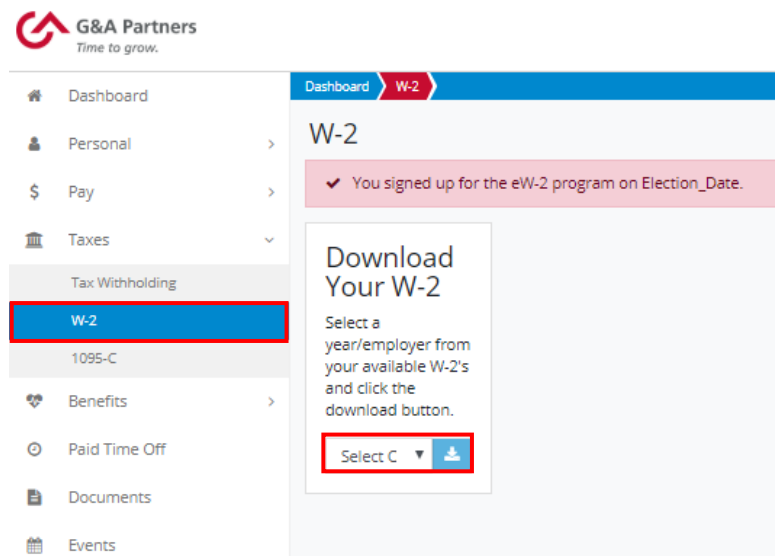 G&A Partners
Time to grow.
Dashboard
Personal
Pay
Taxes
Tax Withholding
W-2
1095-C
Benefits
Paid Time Off
Documents
Events
Dashboard
W-2
W-2
You signed up for the eW-2 program on Election_Date.
Download
Your W-2
Select a
year/employer from
your available W-2's
and click the
download button.
Select C